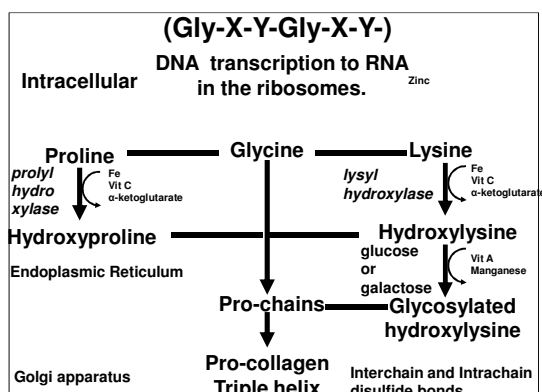 (Gly-X-Y-Gly-X-Y-)
Intracellular
DNA transcription to RNA
in the ribosomes.
Zinc
Proline
Glycine
Lysine
prolyl
hydro
xylase
Fe
Vit C
α-ketoglutarate
lysyl
hydroxylase
Fe
Vit C
α-ketoglutarate
Hydroxyproline
Hydroxylysine
Endoplasmic Reticulum
glucose
or
galactose
Vit A
Manganese
Pro-chains
Glycosylated
hydroxylysine
Golgi apparatus
Pro-collagen
Triple helix
Interchain and Intrachain
disulfide bonds